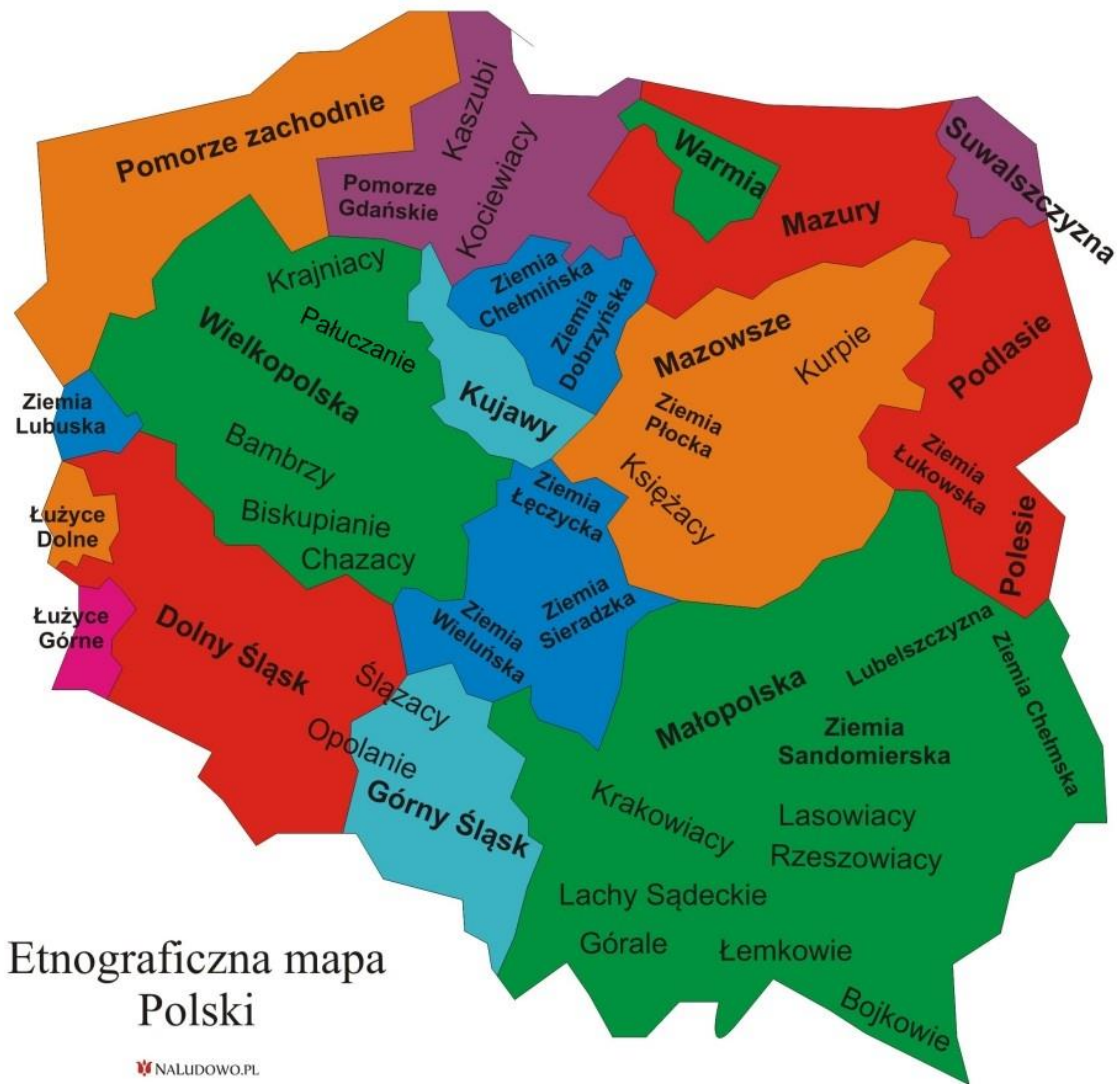 Pomorze zachodnie
Kaszubi
Kociewiacy
Pomorze
Gdańskie
Warmia
Mazury
Suwalszczyzna
Krajniacy
Pałuczanie
Wielkopolska
Ziemia
Chełmińska
Ziemia
Dobrzyńska
Kujawy
Mazowsze
Kurpie
Podlasie
Ziemia
Lubuska
Bambrzy
Biskupianie
Chazacy
Ziemia
Płocka
Księżacy
Ziemia
Łęczycka
Ziemia
Łukowska
Polesie
Łużyce
Dolne
Łużyce
Górne
Dolny Śląsk
Ślązacy
Opolanie
Górny Śląsk
Ziemia
Wieluńska
Ziemia
Sieradzka
Małopolska
Lubelszczyzna
Ziemia Chełmska
Ziemia
Sandomierska
Krakowiacy
Lasowiacy
Rzeszowiacy
Lachy Sądeckie
Górale
Łemkowie
Bojkowie
Etnograficzna mapa
Polski
NALUDOWO.PL